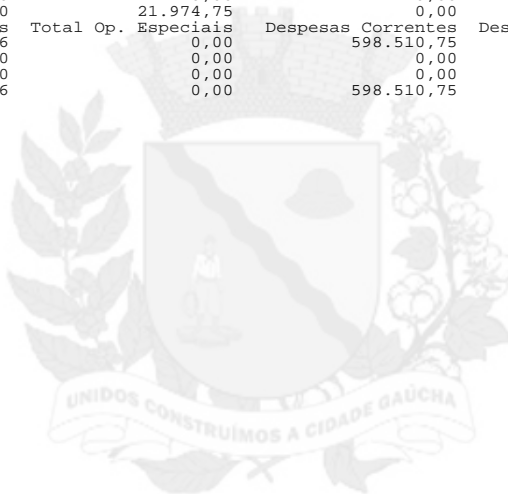 0 21.974,75 0,00
s Total Op. Especiais Despesas Correntes Des
6 0,00 598.510,75
0 0,00 0,00
0 0,00 0,00
6 0,00 598.510,75
UNIDOS CONSTRUÍMOS A CIDADE GAÚCHA